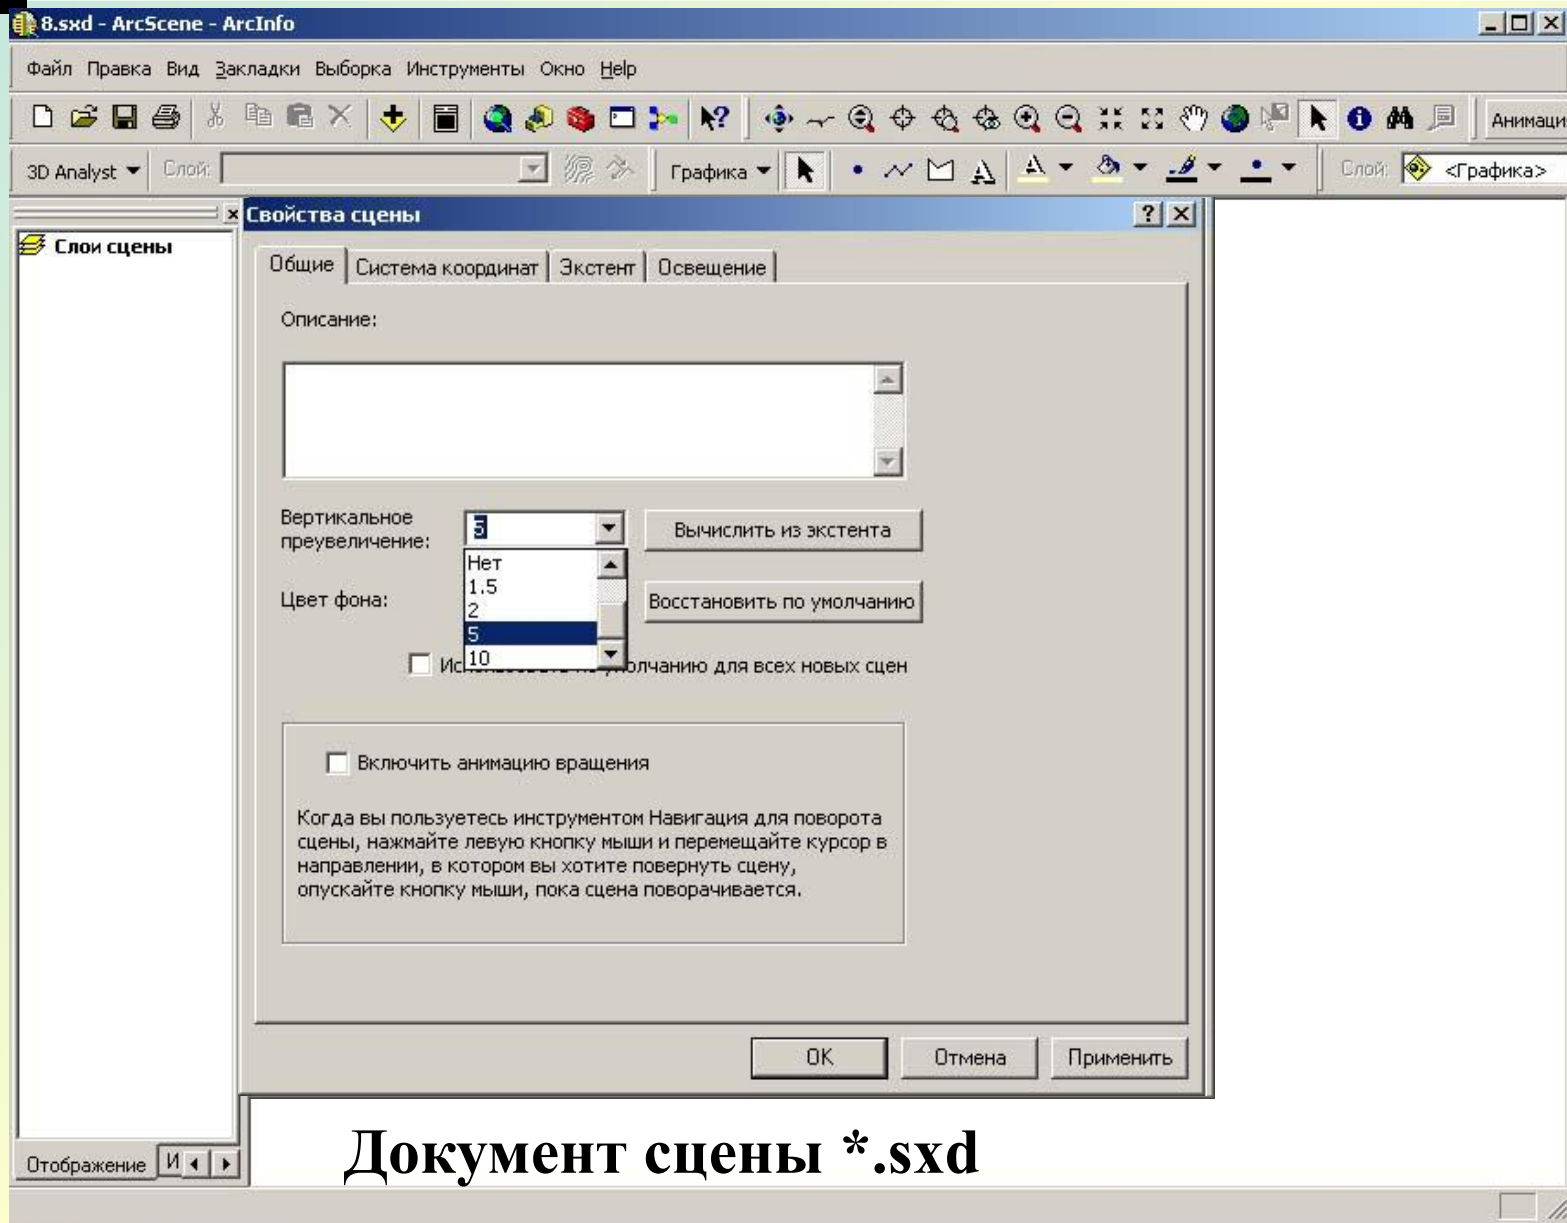 8.sxd - ArcScene - ArcInfo
Файл Правка Вид Закладки Выборка Инструменты Окно Help
Анимаци
3D Analyst Слой: Графика Слой: <Графика>
Слои сцены
Свойства сцены
Общие Система координат Экстент Освещение
Описание:
Вертикальное
преувеличение:
5
Вычислить из экстента
Нет
1.5
2
5
10
Цвет фона:
Восстановить по умолчанию
Ис
олчанию для всех новых сцен
Включить анимацию вращения
Когда вы пользуетесь инструментом Навигация для поворота
сцены, нажмайте левую кнопку мыши и перемещайте курсор в
направлении, в котором вы хотите повернуть сцену,
опускайте кнопку мыши, пока сцена поворачивается.
OK Отмена Применить
Документ сцены *.sxd
Отображение И